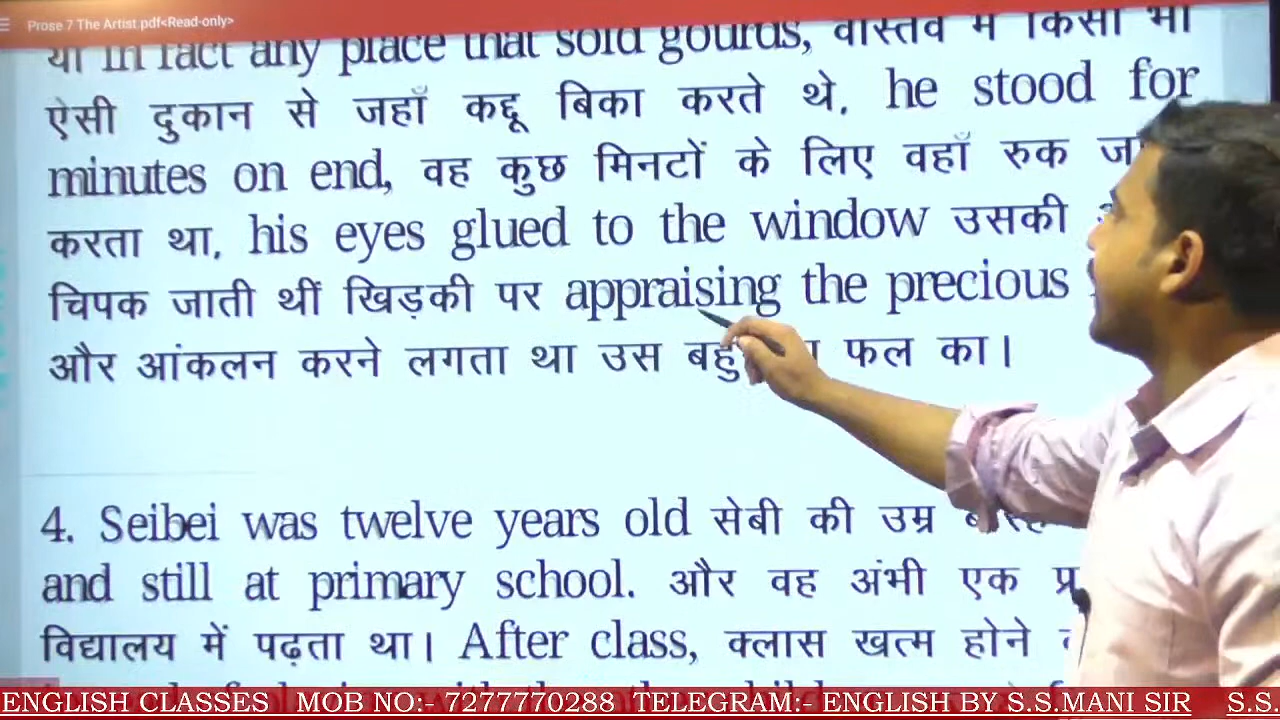 Prose 7 The Artist.pdf<Read-only>
या In fact any place that sold gourds, वास्तव में किसी भी
ऐसी दुकान से जहाँ कद्दू बिका करते थे, he stood for
minutes on end, वह कुछ मिनटों के लिए वहाँ रुक
करता था, his eyes glued to the window उसकी
चिपक जाती थीं खिड़की पर appraising the precious
और आंकलन करने लगता था उस फल का।
4. Seibei was twelve years old सेबी की उम्र
and still at primary school. और वह अंभी एक
विद्यालय में पढ़ता था। After class, क्लास खत्म होने
ENGLISH CLASSES MOB NO:- 7277770288 TELEGRAM:- ENGLISH BY S.S.MANI SIR S.S.